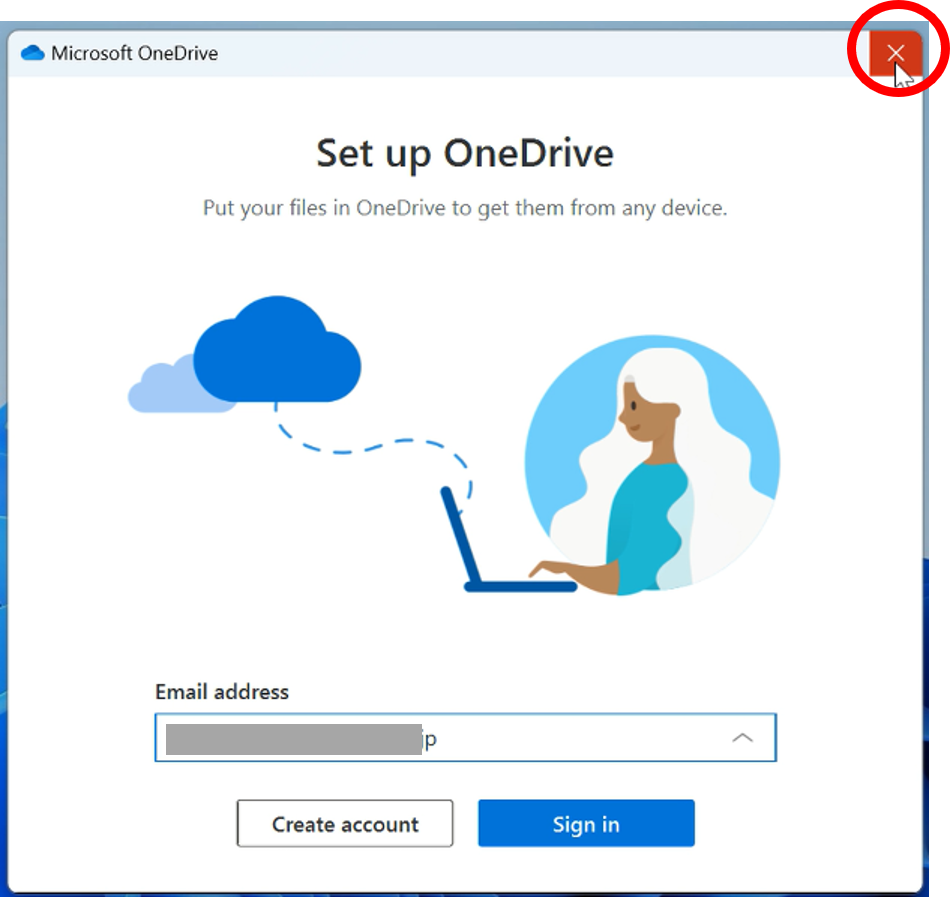 Microsoft OneDrive
Set up OneDrive
Put your files in OneDrive to get them from any device.
Email address
jp
Create account
Sign in